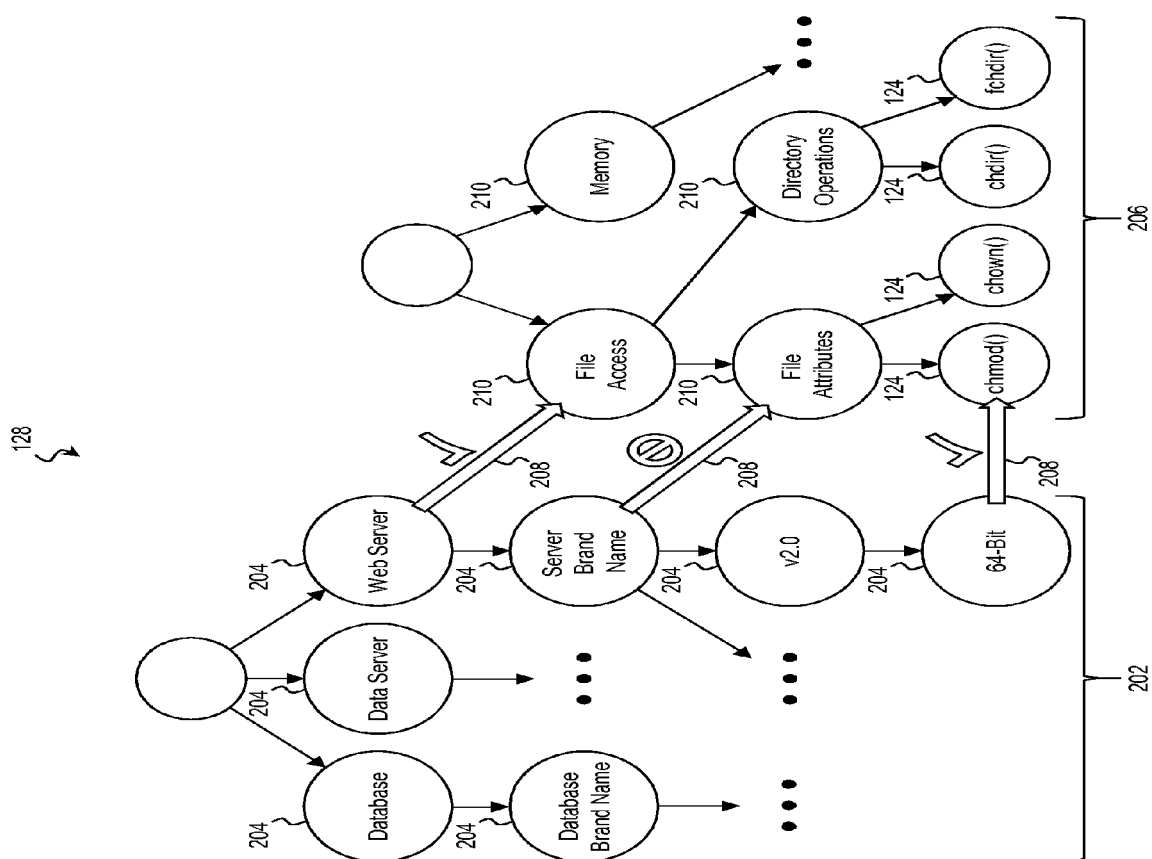 128
204
Database
204
Data Server
204
Web Server
204
Database
Brand Name
204
Server
Brand
Name
204
v2.0
204
64-Bit
202
208
208
208
210
File
Access
210
Memory
210
File
Attributes
210
Directory
Operations
124
chmod()
124
chown()
124
chdir()
124
fchdir()
206